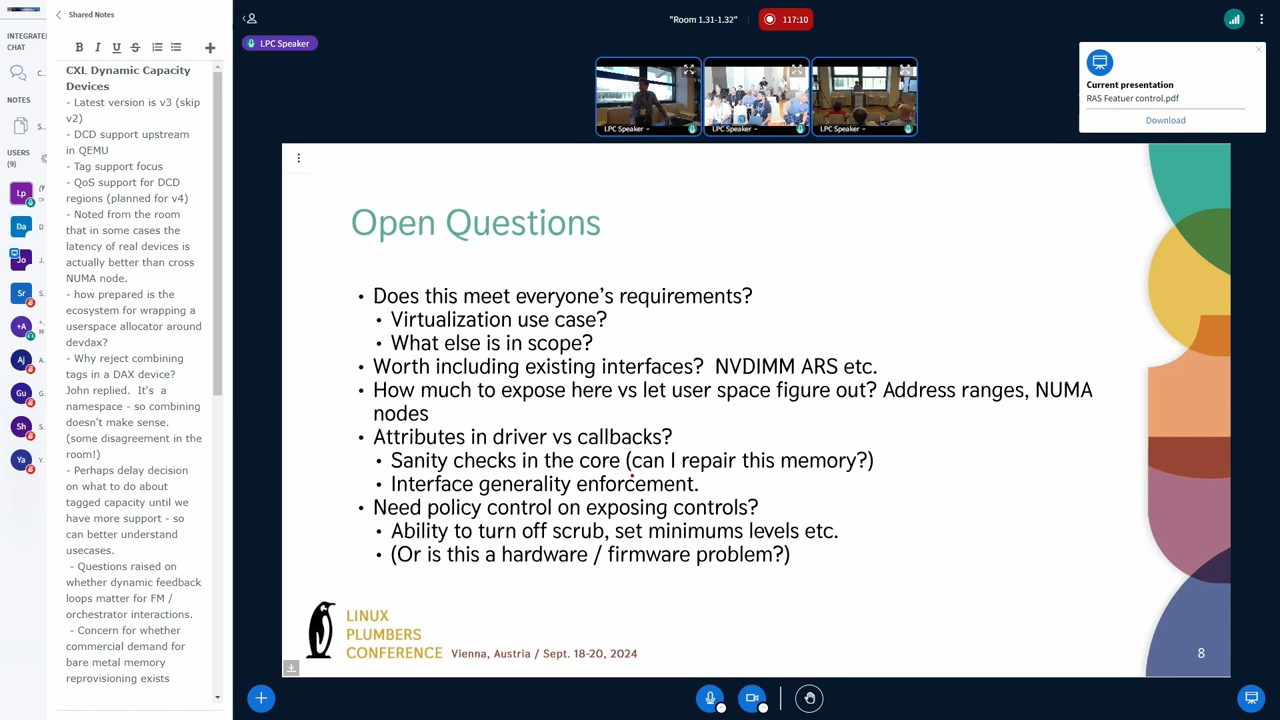 INTEGRATE
CHAT
C...
NOTES
S...
USERS
(9)
Lp
Da
D.
Jo
J.
Sr
S.
+A
M
Aj
A.
Gu
G.
Sh
S.
Ya
Y.
Shared Notes
B I U S
CXL Dynamic Capacity
Devices
- Latest version is v3 (skip
v2)
- DCD support upstream
in QEMU
- Tag support focus
- QoS support for DCD
regions (planned for v4)
- Noted from the room
that in some cases the
latency of real devices is
actually better than cross
NUMA node.
- how prepared is the
ecosystem for wrapping a
userspace allocator around
devdax?
- Why reject combining
tags in a DAX device?
John replied. It's a
namespace - so combining
doesn't make sense.
(some disagreement in the
room!)
- Perhaps delay decision
on what to do about
tagged capacity until we
have more support - so
can better understand
usecases.
- Questions raised on
whether dynamic feedback
loops matter for FM /
orchestrator interactions.
- Concern for whether
commercial demand for
bare metal memory
reprovisioning exists
"Room 1.31-1.32"
117:10
LPC Speaker
LPC Speaker
LPC Speaker
LPC Speaker
Current presentation
RAS Featuer control.pdf
Download
Open Questions
• Does this meet everyone's requirements?
• Virtualization use case?
• What else is in scope?
• Worth including existing interfaces? NVDIMM ARS etc.
• How much to expose here vs let user space figure out? Address ranges, NUMA
nodes
• Attributes in driver vs callbacks?
• Sanity checks in the core (can I repair this memory?)
• Interface generality enforcement.
• Need policy control on exposing controls?
• Ability to turn off scrub, set minimums levels etc.
• (Or is this a hardware / firmware problem?)
LINUX
PLUMBERS
CONFERENCE Vienna, Austria / Sept. 18-20, 2024
8